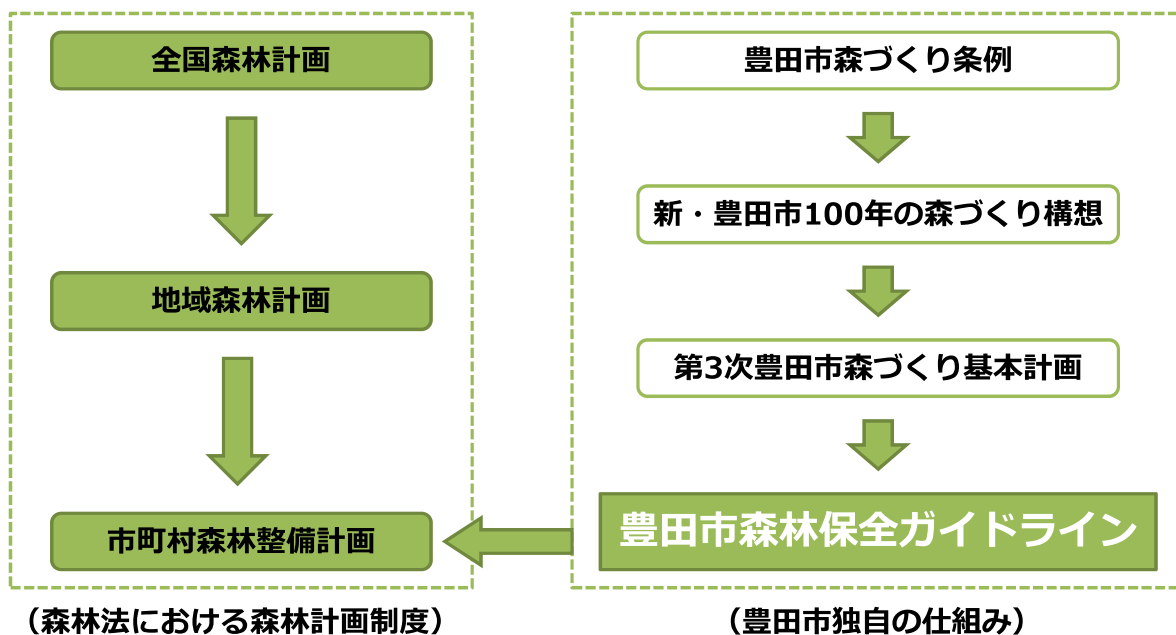 全国森林計画
地域森林計画
市町村森林整備計画
（森林法における森林計画制度）
豊田市森づくり条例
新・豊田市100年の森づくり構想
第3次豊田市森づくり基本計画
豊田市森林保全ガイドライン
（豊田市独自の仕組み）